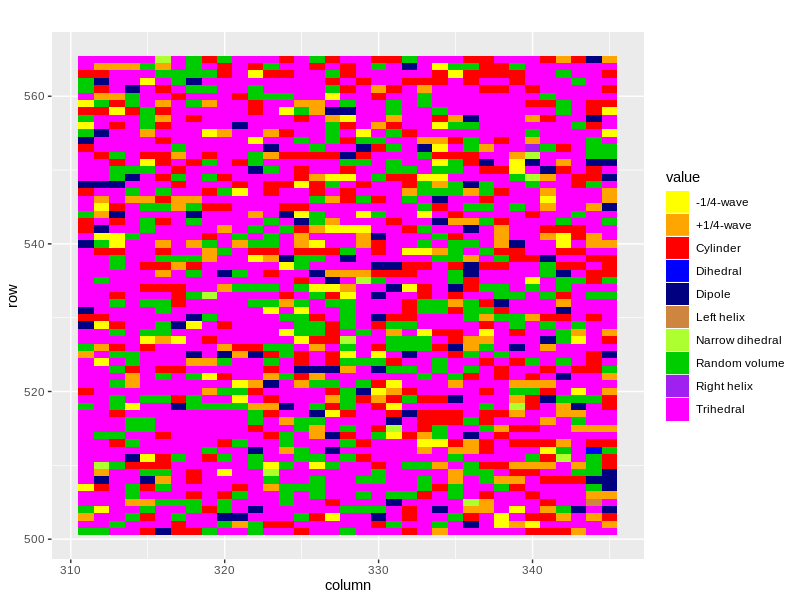 560
540
520
500
row
310
320
330
340
column
value
-1/4-wave
+1/4-wave
Cylinder
Dihedral
Dipole
Left helix
Narrow dihedral
Random volume
Right helix
Trihedral